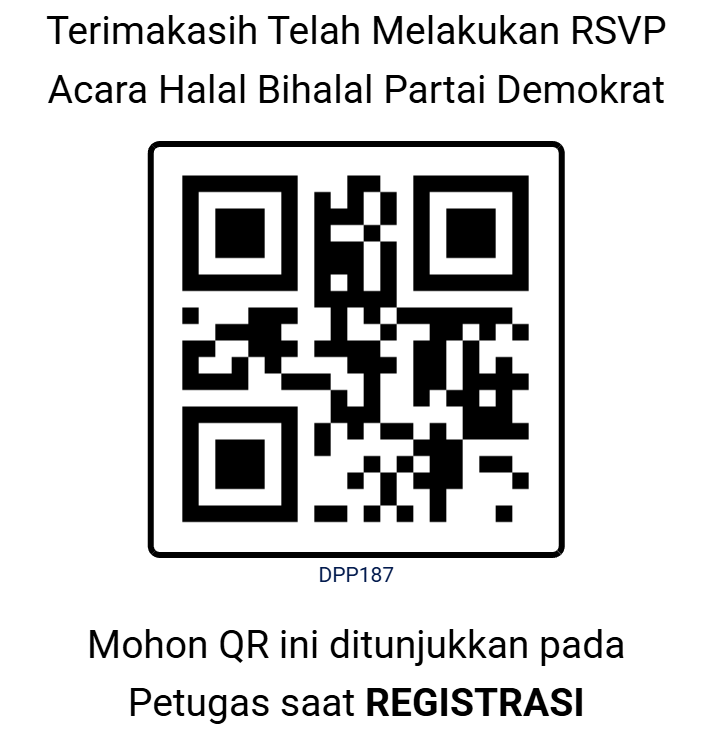 Terimakasih Telah Melakukan RSVP
Acara Halal Bihalal Partai Demokrat
DPP187
Mohon QR ini ditunjukkan pada
Petugas saat REGISTRASI